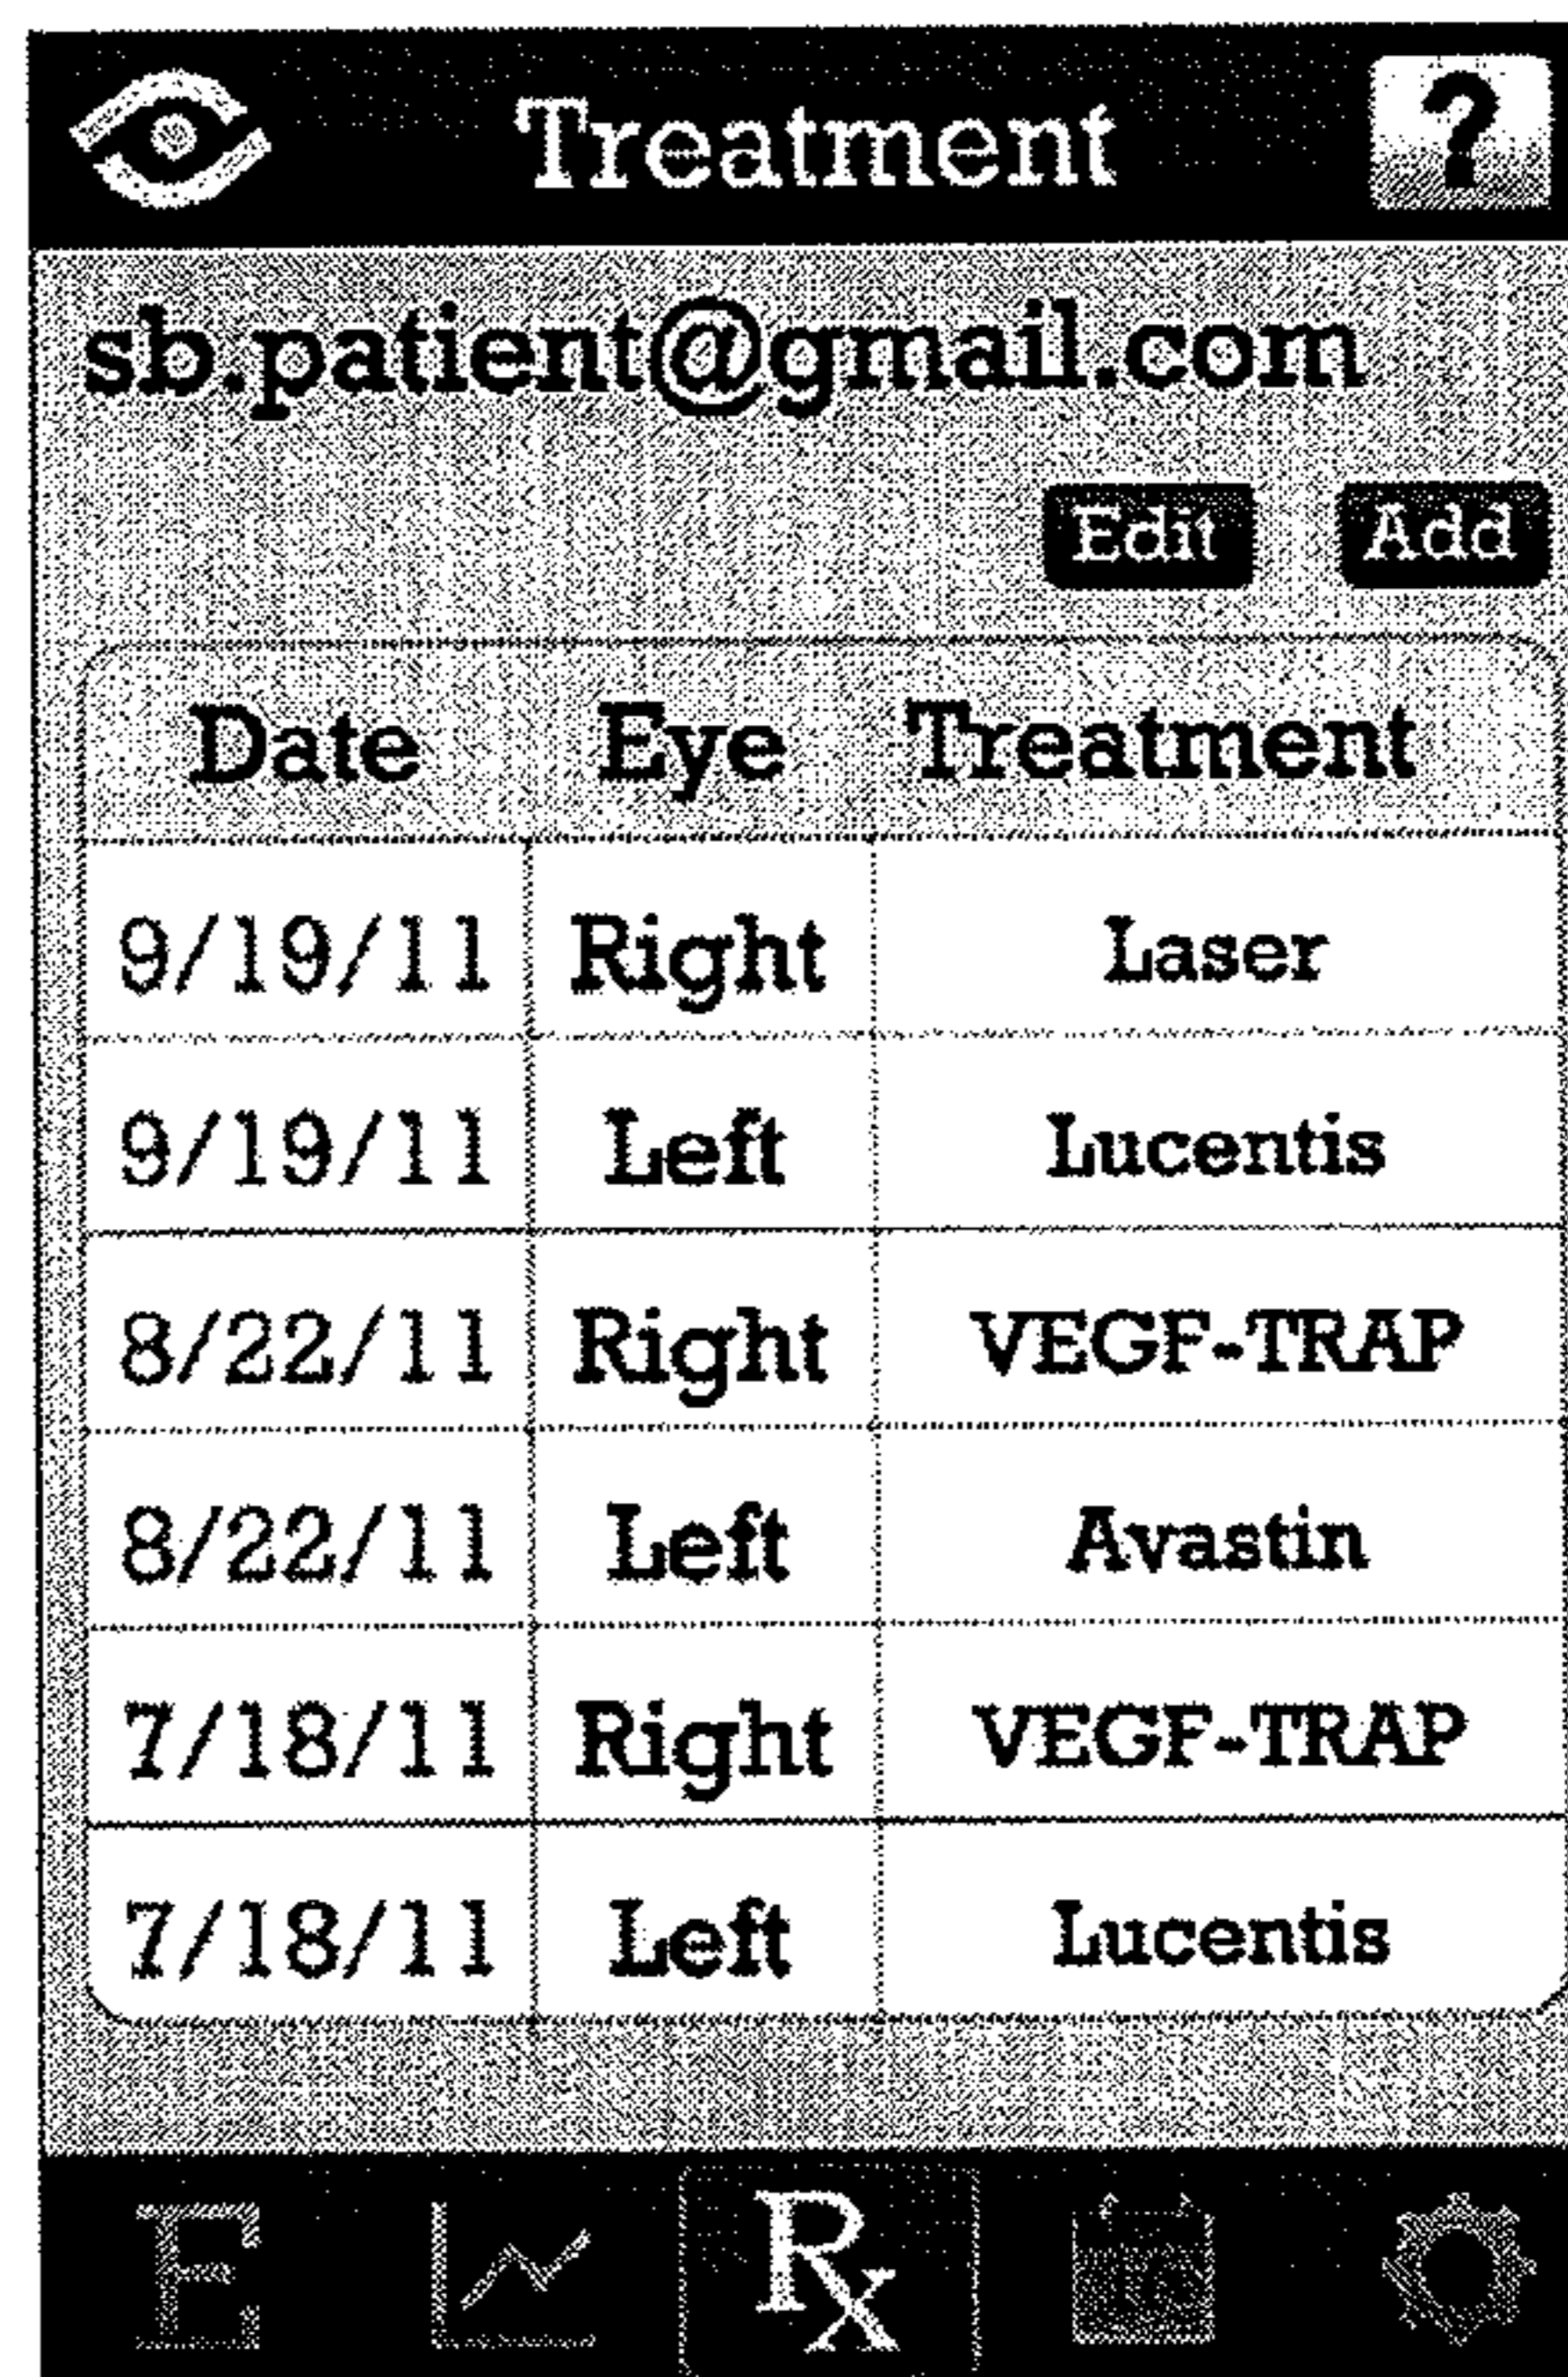 Treatment ?
sb.patient@gmail.com
Edit Add
Date Eye Treatment
9/19/11 Right Laser
9/19/11 Left Lucentis
8/22/11 Right VEGF-TRAP
8/22/11 Left Avastin
7/18/11 Right VEGF-TRAP
7/18/11 Left Lucentis
E Rx